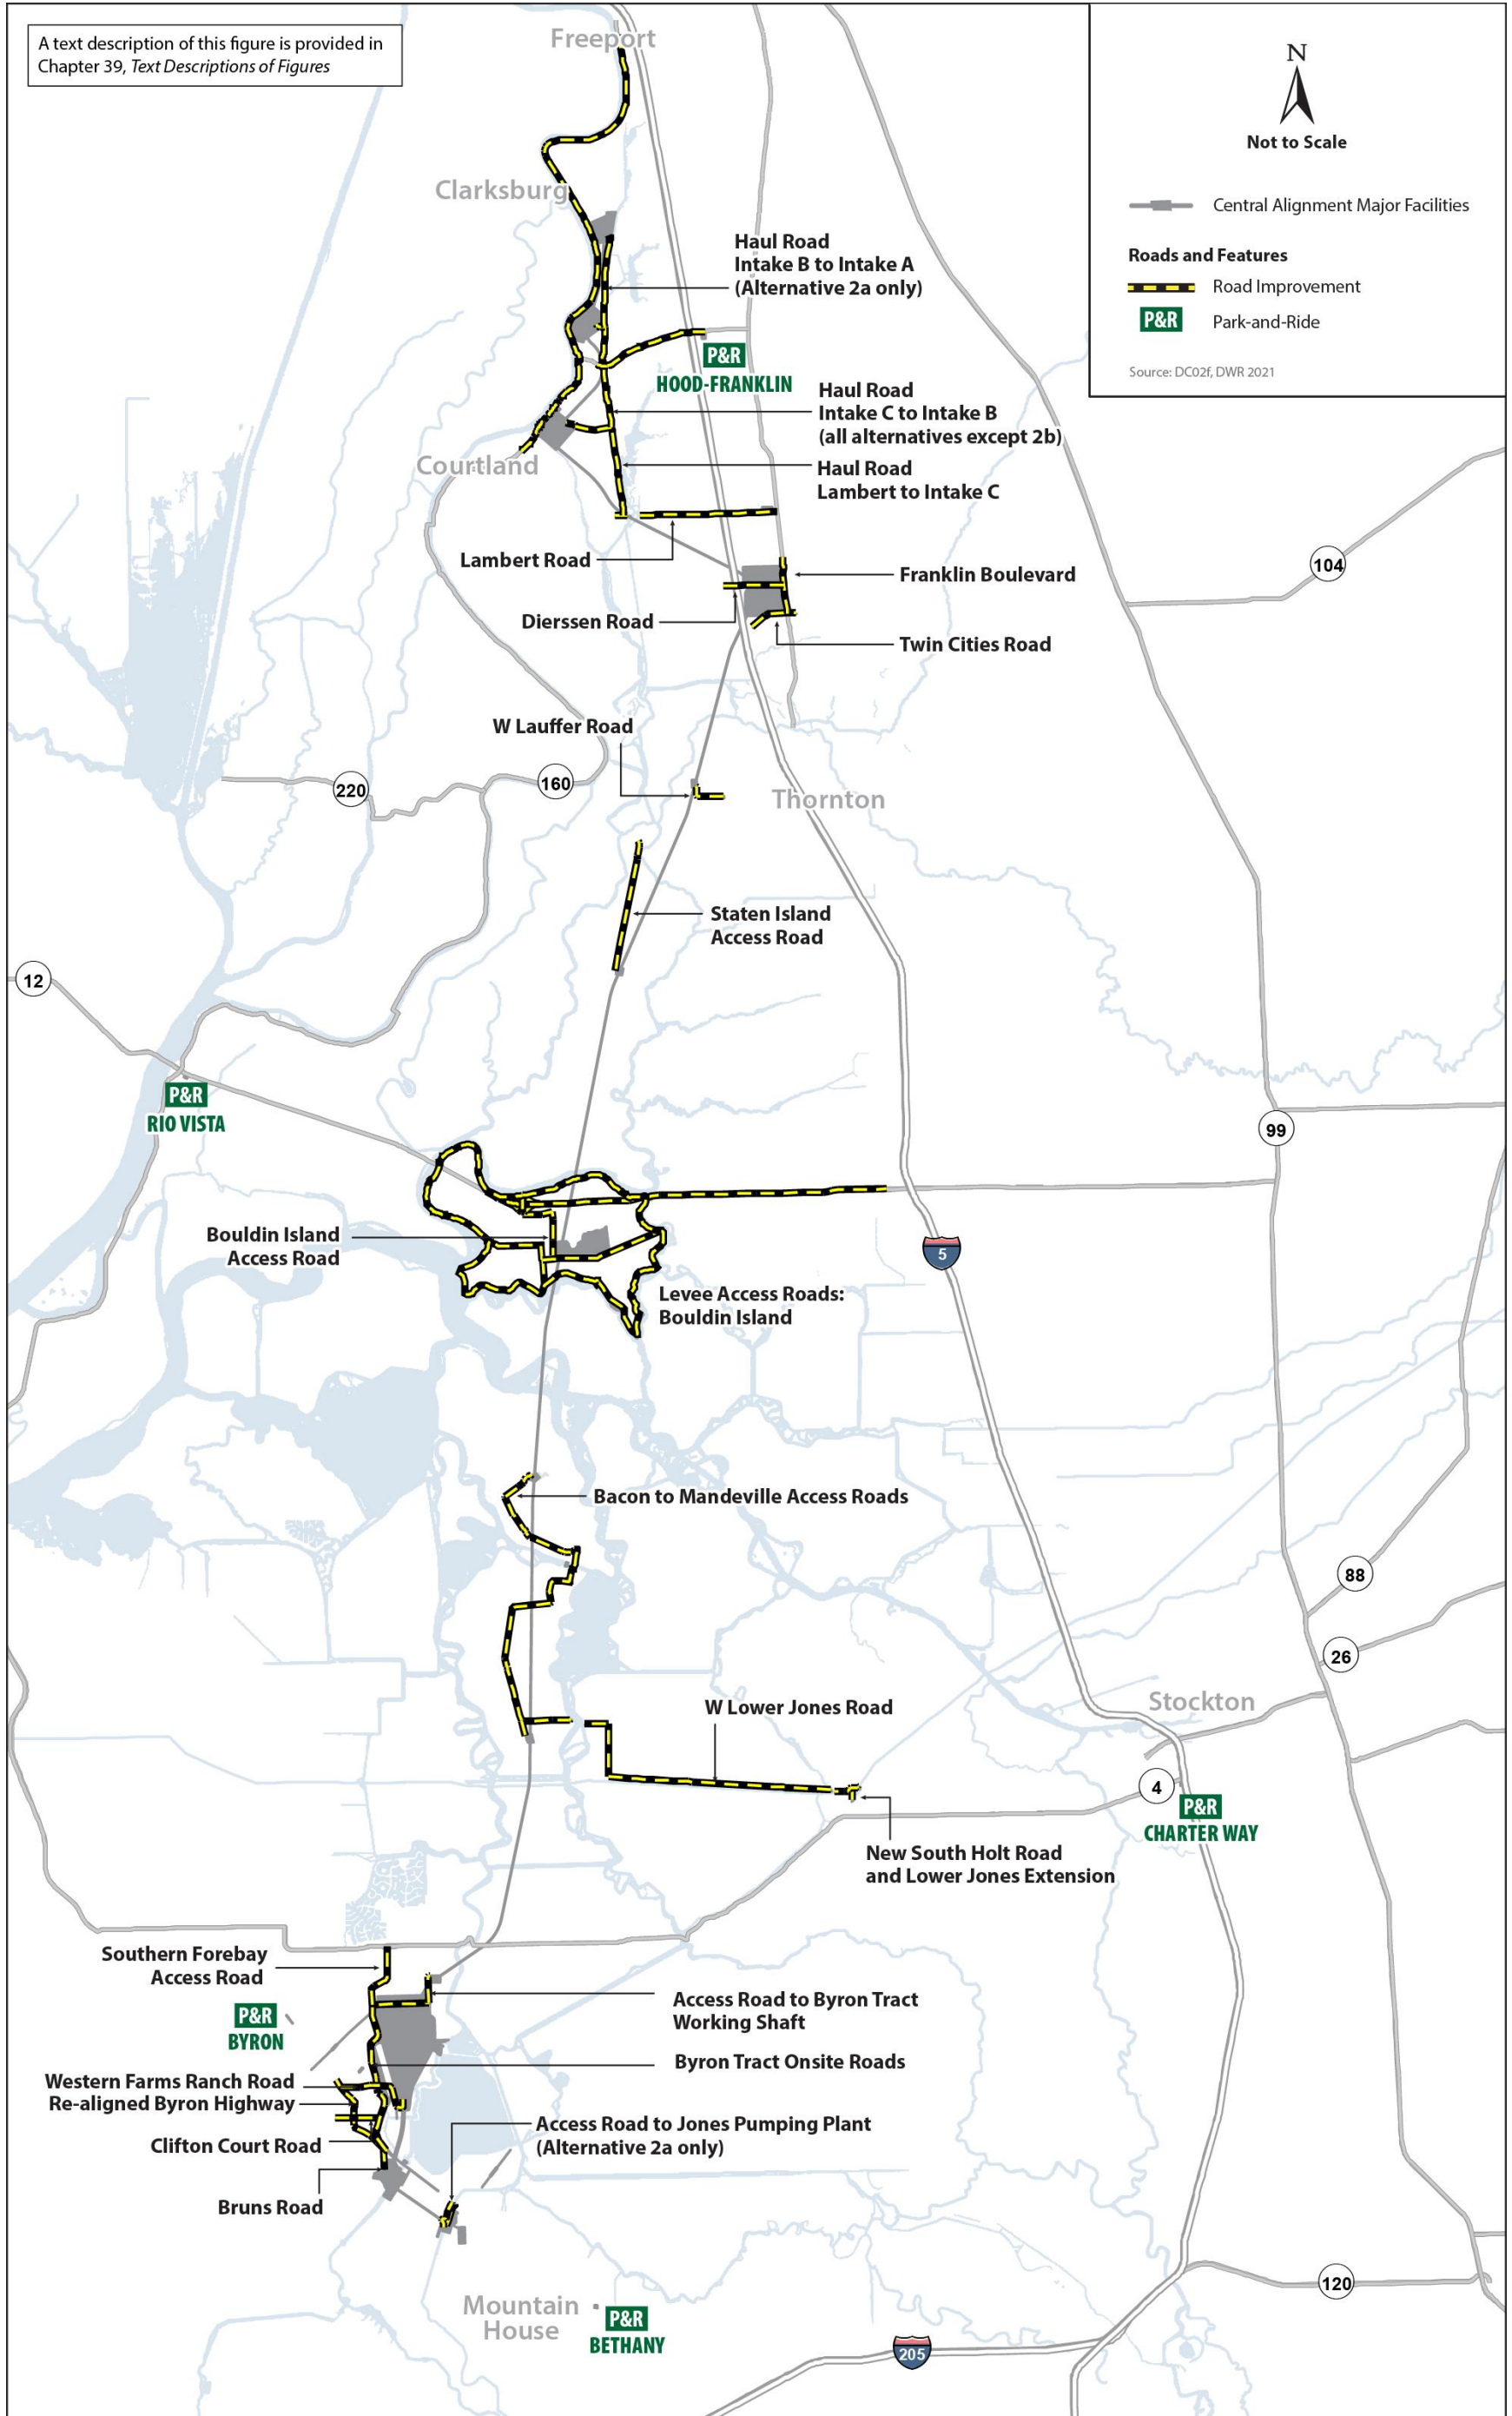 A text description of this figure is provided in
Chapter 39, Text Descriptions of Figures
Freeport
N
Not to Scale
Central Alignment Major Facilities
Roads and Features
Road Improvement
P&R
Park-and-Ride
Source: DC02f, DWR 2021
Clarksburg
Haul Road
Intake B to Intake A
(Alternative 2a only)
P&R
HOOD-FRANKLIN
Haul Road
Intake C to Intake B
(all alternatives except 2b)
Courtland
Haul Road
Lambert to Intake C
Lambert Road
Franklin Boulevard
104
Dierssen Road
Twin Cities Road
W Lauffer Road
220
160
Thornton
Staten Island
Access Road
12
P&R
RIO VISTA
99
Bouldin Island
Access Road
5
Levee Access Roads:
Bouldin Island
Bacon to Mandeville Access Roads
88
26
W Lower Jones Road
Stockton
4
P&R
CHARTER WAY
New South Holt Road
and Lower Jones Extension
Southern Forebay
Access Road
P&R
BYRON
Access Road to Byron Tract
Working Shaft
Byron Tract Onsite Roads
Western Farms Ranch Road
Re-aligned Byron Highway
Clifton Court Road
Access Road to Jones Pumping Plant
(Alternative 2a only)
Bruns Road
120
Mountain
House
P&R
BETHANY
205